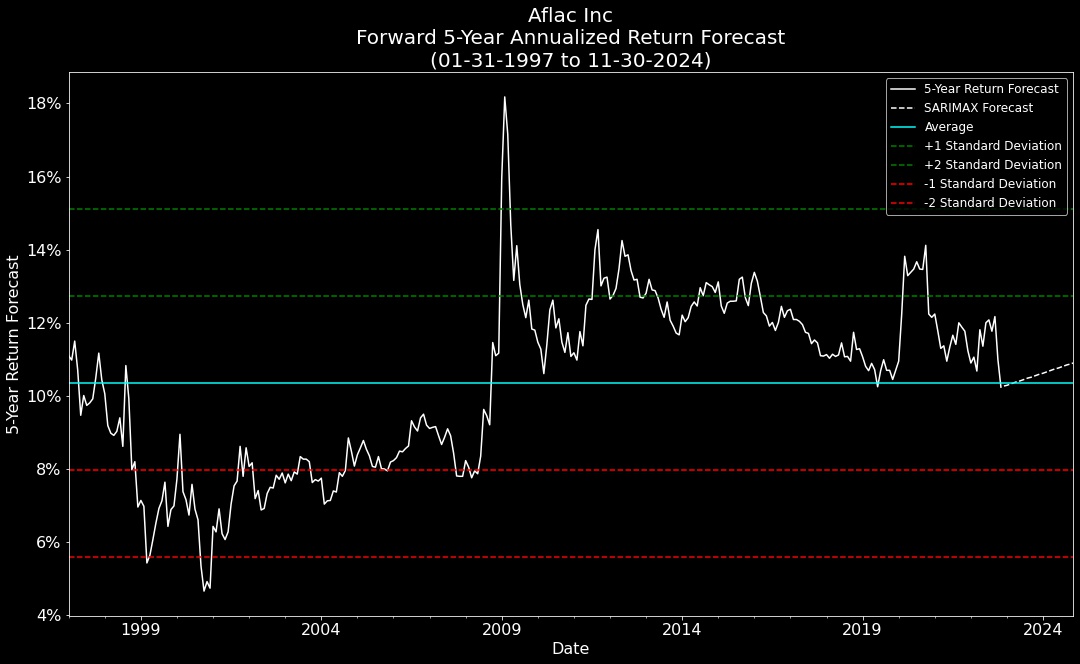 Aflac Inc
Forward 5-Year Annualized Return Forecast
(01-31-1997 to 11-30-2024)
5-Year Return Forecast
SARIMAX Forecast
Average
+1 Standard Deviation
+2 Standard Deviation
-1 Standard Deviation
-2 Standard Deviation
18%
16%
14%
12%
10%
8%
6%
4%
5-Year Return Forecast
1999 2004 2009 2014 2019 2024
Date